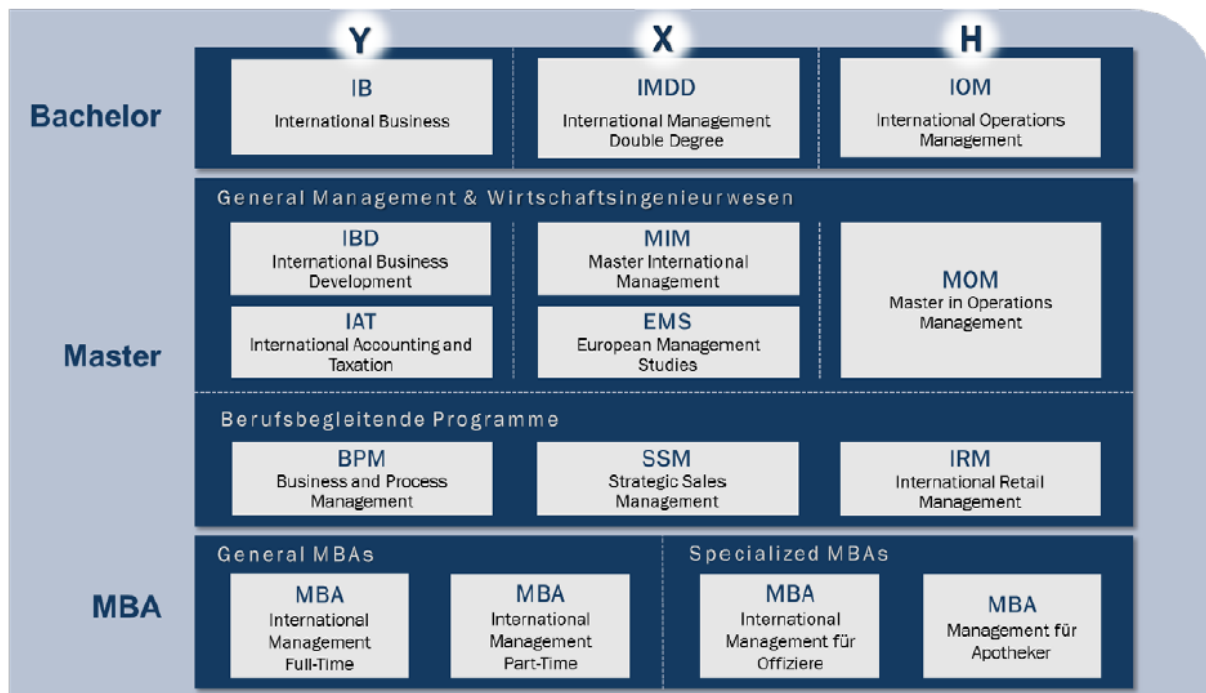 Y
X
H
Bachelor
IB
International Business
IMDD
International Management
Double Degree
IOM
International Operations
Management
Master
General Management & Wirtschaftsingenieurwesen
IBD
International Business
Development
MIM
Master International
Management
MOM
Master in Operations
Management
IAT
International Accounting and
Taxation
EMS
European Management
Studies
Berufsbegleitende Programme
BPM
Business and Process
Management
SSM
Strategic Sales
Management
IRM
International Retail
Management
MBA
General MBAs
MBA
International
Management
Full-Time
MBA
International
Management
Part-Time
Specialized MBAs
MBA
International
Management für
Offiziere
MBA
Management für
Apotheker